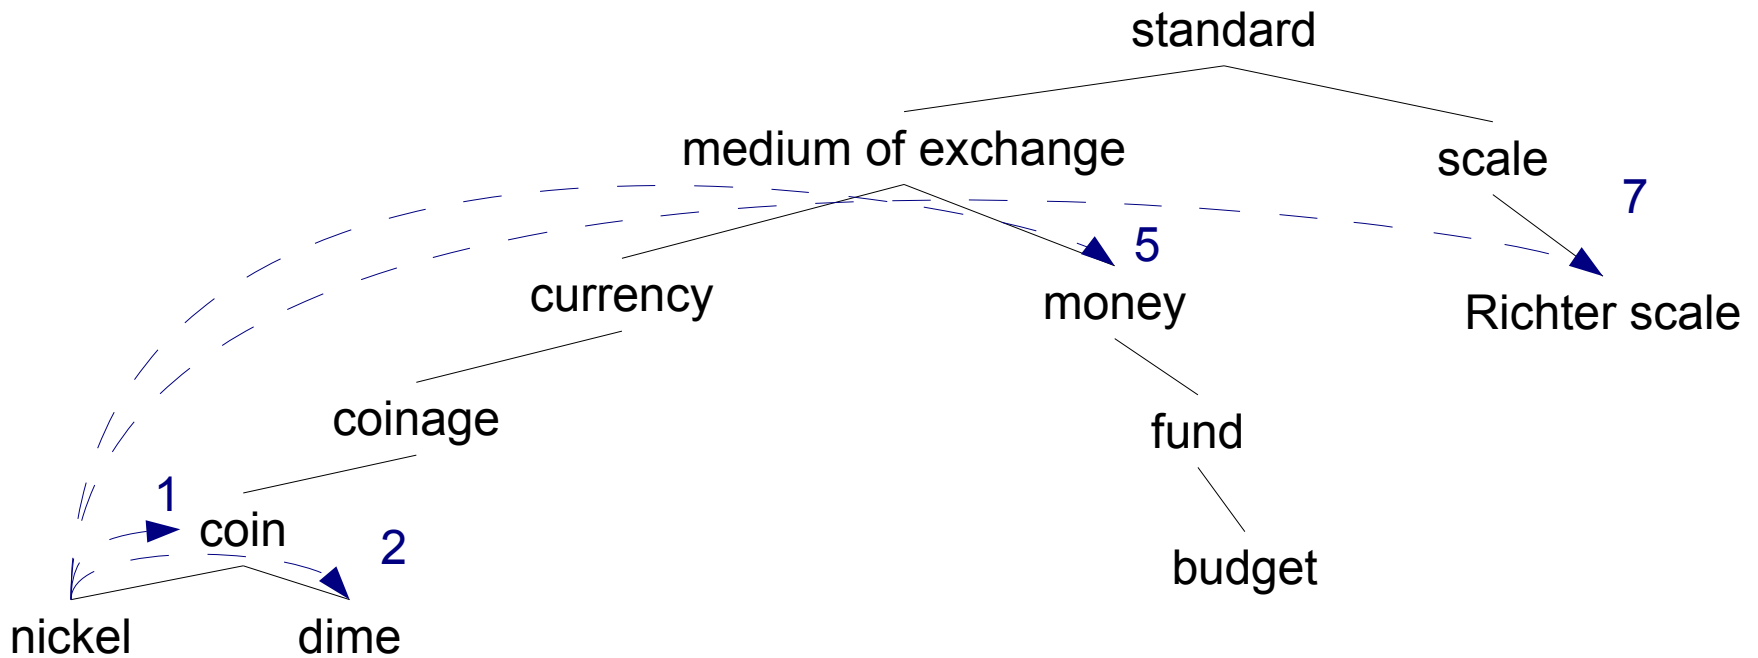 standard
medium of exchange
scale
7
5
currency
money
Richter scale
coinage
fund
1
coin
2
budget
nickel
dime